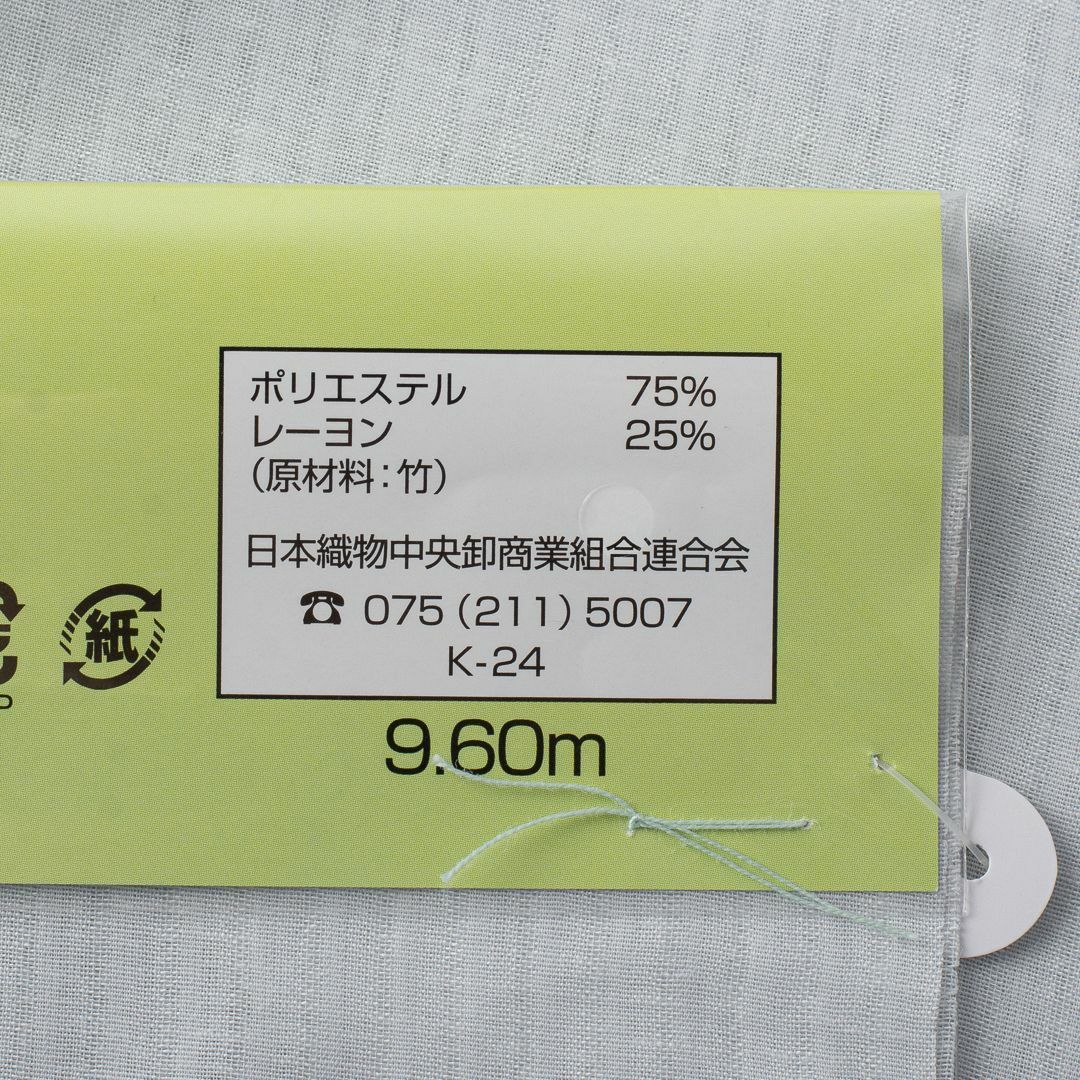 ポリエステル 75%
レーヨン 25%
(原材料:竹)
日本織物中央卸商業組合連合会
☎ 075(211)5007
K-24
紙
9.60m